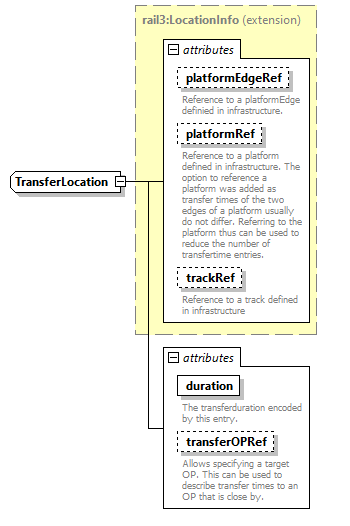 rail3:LocationInfo (extension)
attributes
platformEdgeRef
Reference to a platformEdge
definied in infrastructure.
platformRef
Reference to a platform
defined in infrastructure. The
option to reference a
platform was added as
transfer times of the two
edges of a platform usually
do not differ. Referring to the
platform thus can be used to
reduce the number of
transfertime entries.
TransferLocation
trackRef
Reference to a track defined
in infrastructure
attributes
duration
The transferduration encoded
by this entry.
transferOPRef
Allows specifying a target
OP. This can be used to
describe transfer times to an
OP that is close by.